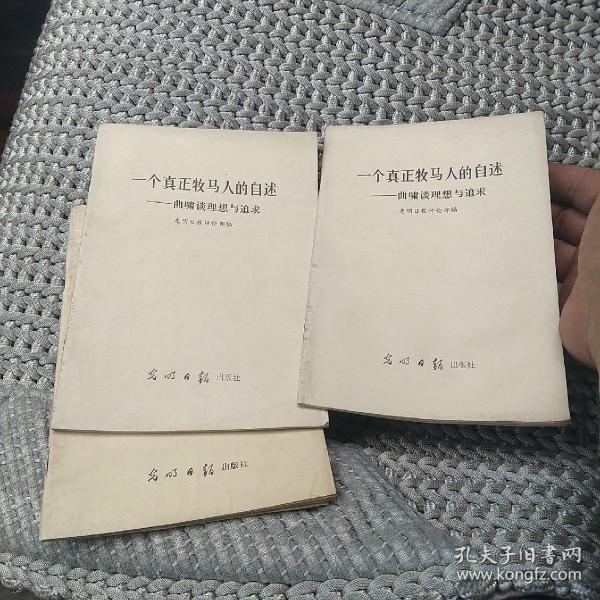 一个真正牧马人的自述
——曲啸谈理想与追求
光明日报评论部编
光明日报 出版社
一个真正牧马人的自述
——曲啸谈理想与追求
光明日报评论部编
光明日报 出版社
光明日报 出版社
孔夫子旧书网
www.kongfz.com